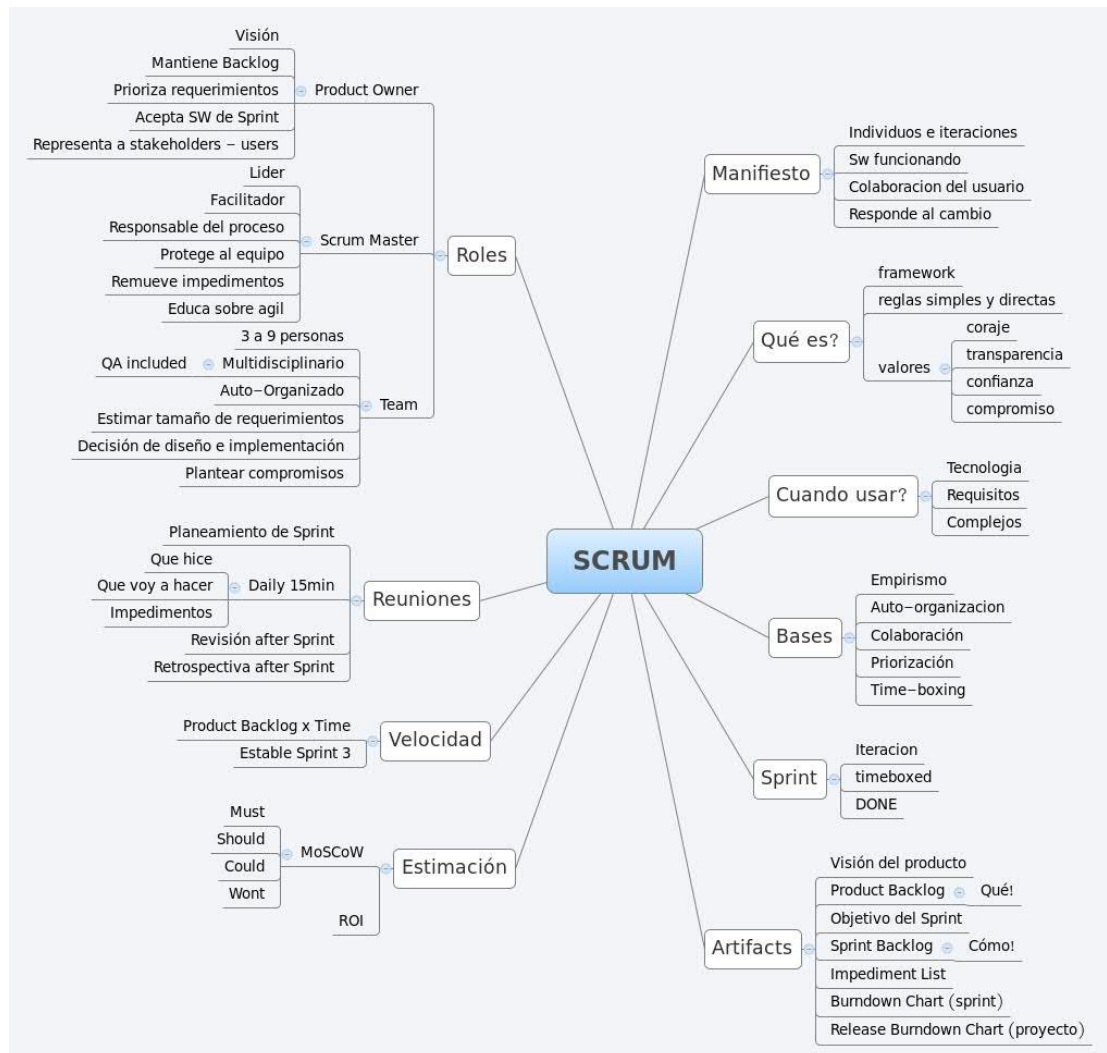 SCRUM
Manifiesto
Individuos e iteraciones
Sw funcionando
Colaboracion del usuario
Responde al cambio
Qué es?
framework
reglas simples y directas
valores
coraje
transparencia
confianza
compromiso
Cuando usar?
Tecnologia
Requisitos
Complejos
Bases
Empirismo
Auto-organizacion
Colaboración
Priorización
Time-boxing
Sprint
Iteracion
timeboxed
DONE
Artifacts
Visión del producto
Product Backlog
Qué!
Objetivo del Sprint
Sprint Backlog
Cómo!
Impediment List
Burndown Chart (sprint)
Release Burndown Chart (proyecto)
Roles
Product Owner
Visión
Mantiene Backlog
Prioriza requerimientos
Acepta SW de Sprint
Representa a stakeholders - users
Scrum Master
Lider
Facilitador
Responsable del proceso
Protege al equipo
Remueve impedimentos
Educa sobre agil
Team
3 a 9 personas
Multidisciplinario
QA included
Auto-Organizado
Estimar tamaño de requerimientos
Decisión de diseño e implementación
Plantear compromisos
Reuniones
Planeamiento de Sprint
Daily 15min
Que hice
Que voy a hacer
Impedimentos
Revisión after Sprint
Retrospectiva after Sprint
Velocidad
Product Backlog x Time
Estable Sprint 3
Estimación
MoSCoW
Must
Should
Could
Wont
ROI